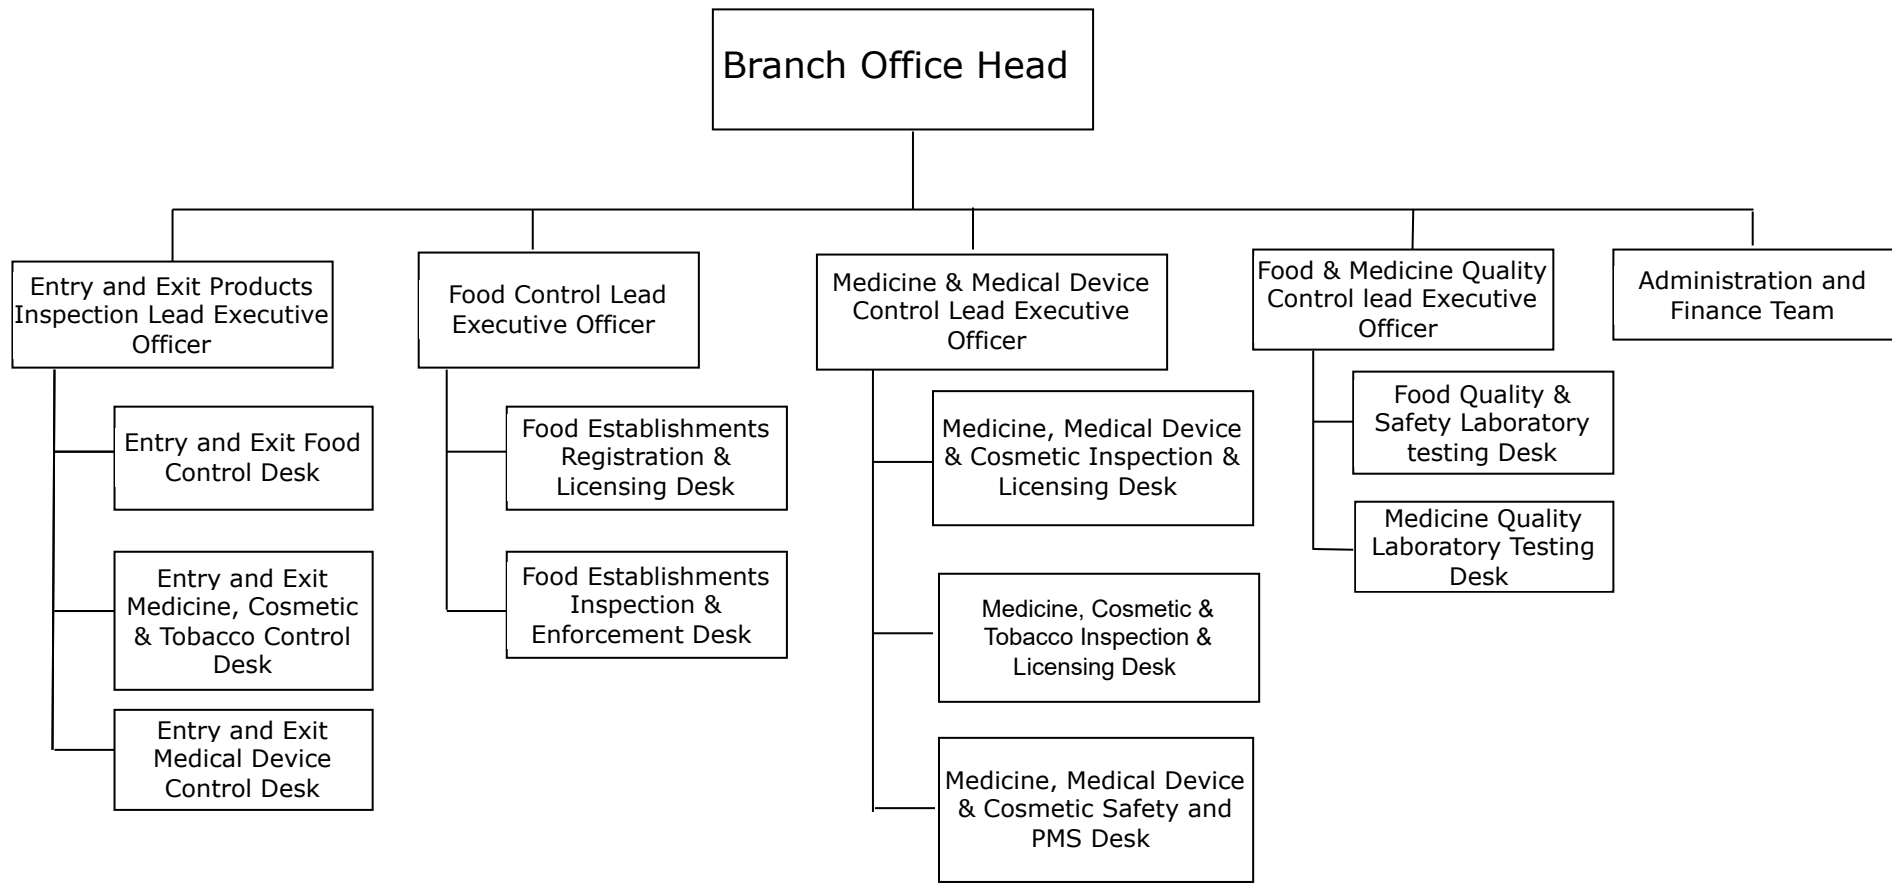 Branch Office Head
Entry and Exit Products
Inspection Lead Executive
Officer
Food Control Lead
Executive Officer
Medicine & Medical Device
Control Lead Executive
Officer
Food & Medicine Quality
Control lead Executive
Officer
Administration and
Finance Team
Entry and Exit Food
Control Desk
Entry and Exit
Medicine, Cosmetic
& Tobacco Control
Desk
Entry and Exit
Medical Device
Control Desk
Food Establishments
Registration &
Licensing Desk
Food Establishments
Inspection &
Enforcement Desk
Medicine, Medical Device
& Cosmetic Inspection &
Licensing Desk
Medicine, Cosmetic &
Tobacco Inspection &
Licensing Desk
Medicine, Medical Device
& Cosmetic Safety and
PMS Desk
Food Quality &
Safety Laboratory
testing Desk
Medicine Quality
Laboratory Testing
Desk